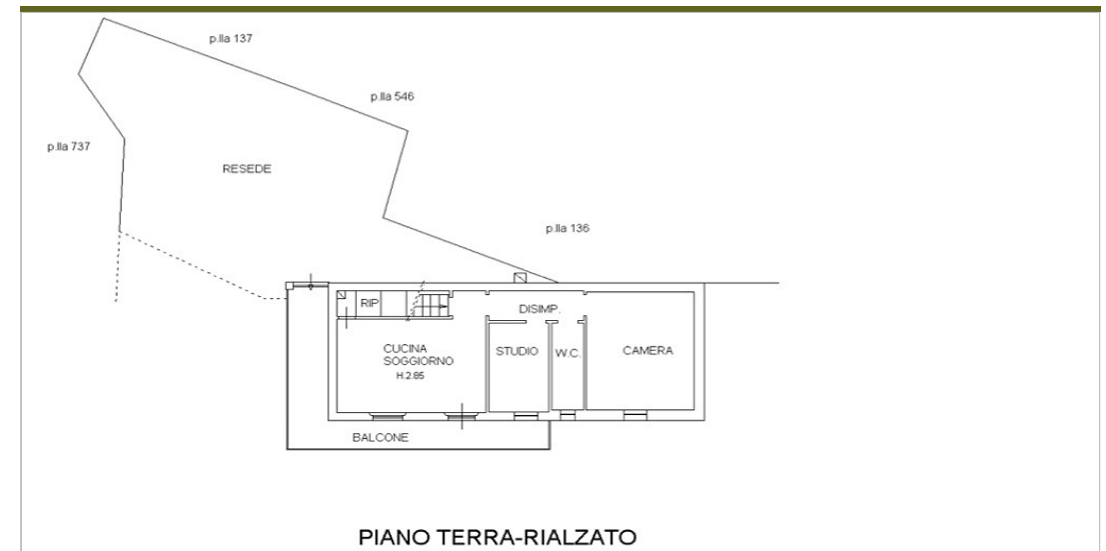 p.lla 137
p.lla 546
p.lla 737
RESEDE
p.lla 136
RIP
DISIMP.
CUCINA
SOGGIORNO
H.2.85
STUDIO
W.C.
CAMERA
BALCONE
PIANO TERRA-RIALZATO